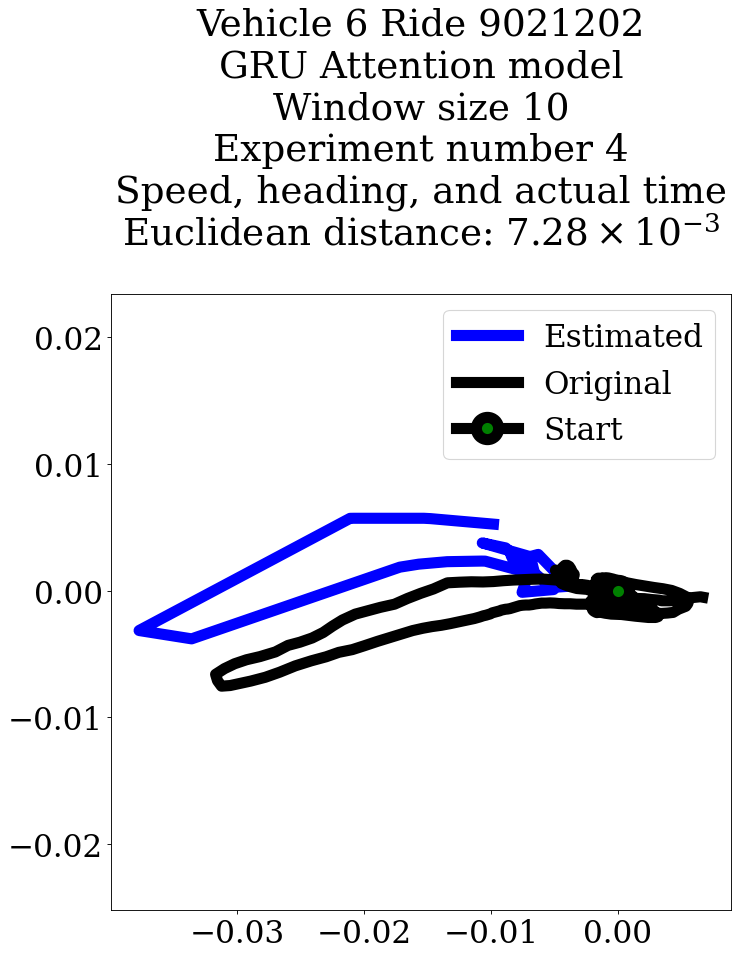 Vehicle 6 Ride 9021202
GRU Attention model
Window size 10
Experiment number 4
Speed, heading, and actual time
Euclidean distance: 7.28 × 10⁻³
Estimated
Original
Start
0.02
0.01
0.00
−0.01
−0.02
−0.03 −0.02 −0.01 0.00